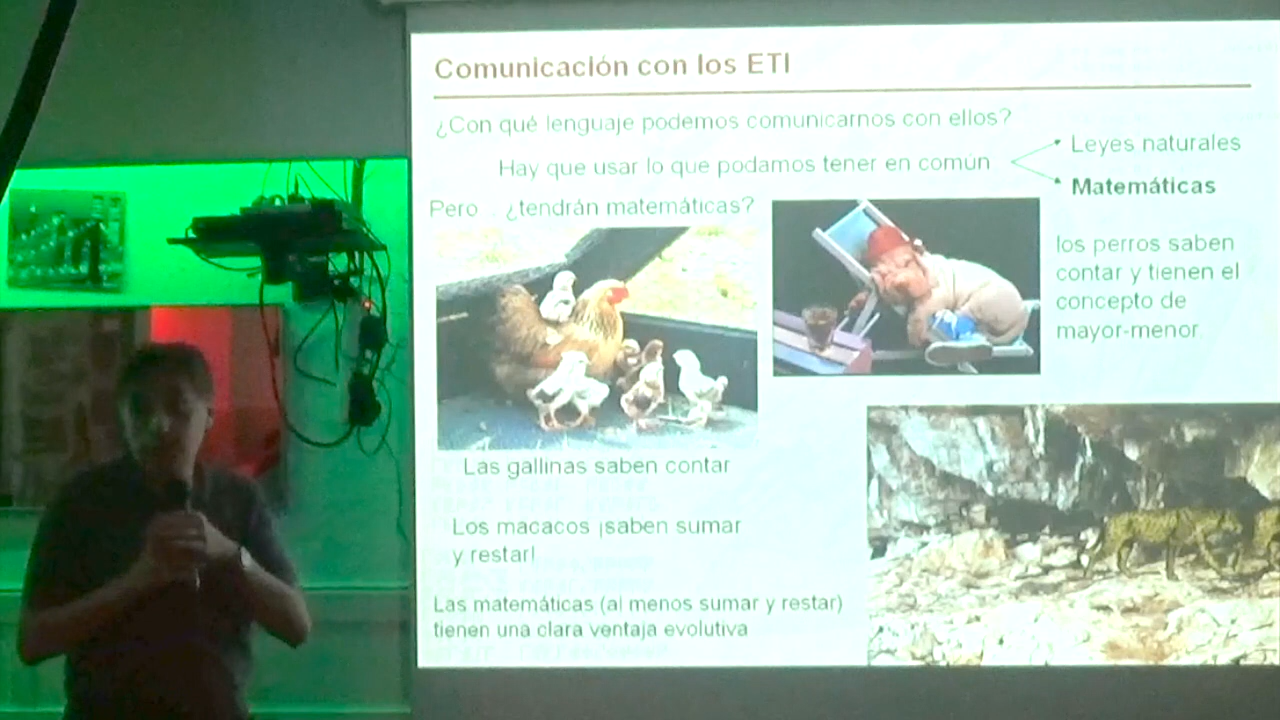 Comunicación con los ETI
¿Con qué lenguaje podemos comunicarnos con ellos?
Hay que usar lo que podamos tener en común
Leyes naturales
Matemáticas
Pero ¿tendrán matemáticas?
los perros saben
contar y tienen el
concepto de
mayor-menor
Las gallinas saben contar
Los macacos ¡saben sumar
y restar!
Las matemáticas (al menos sumar y restar)
tienen una clara ventaja evolutiva